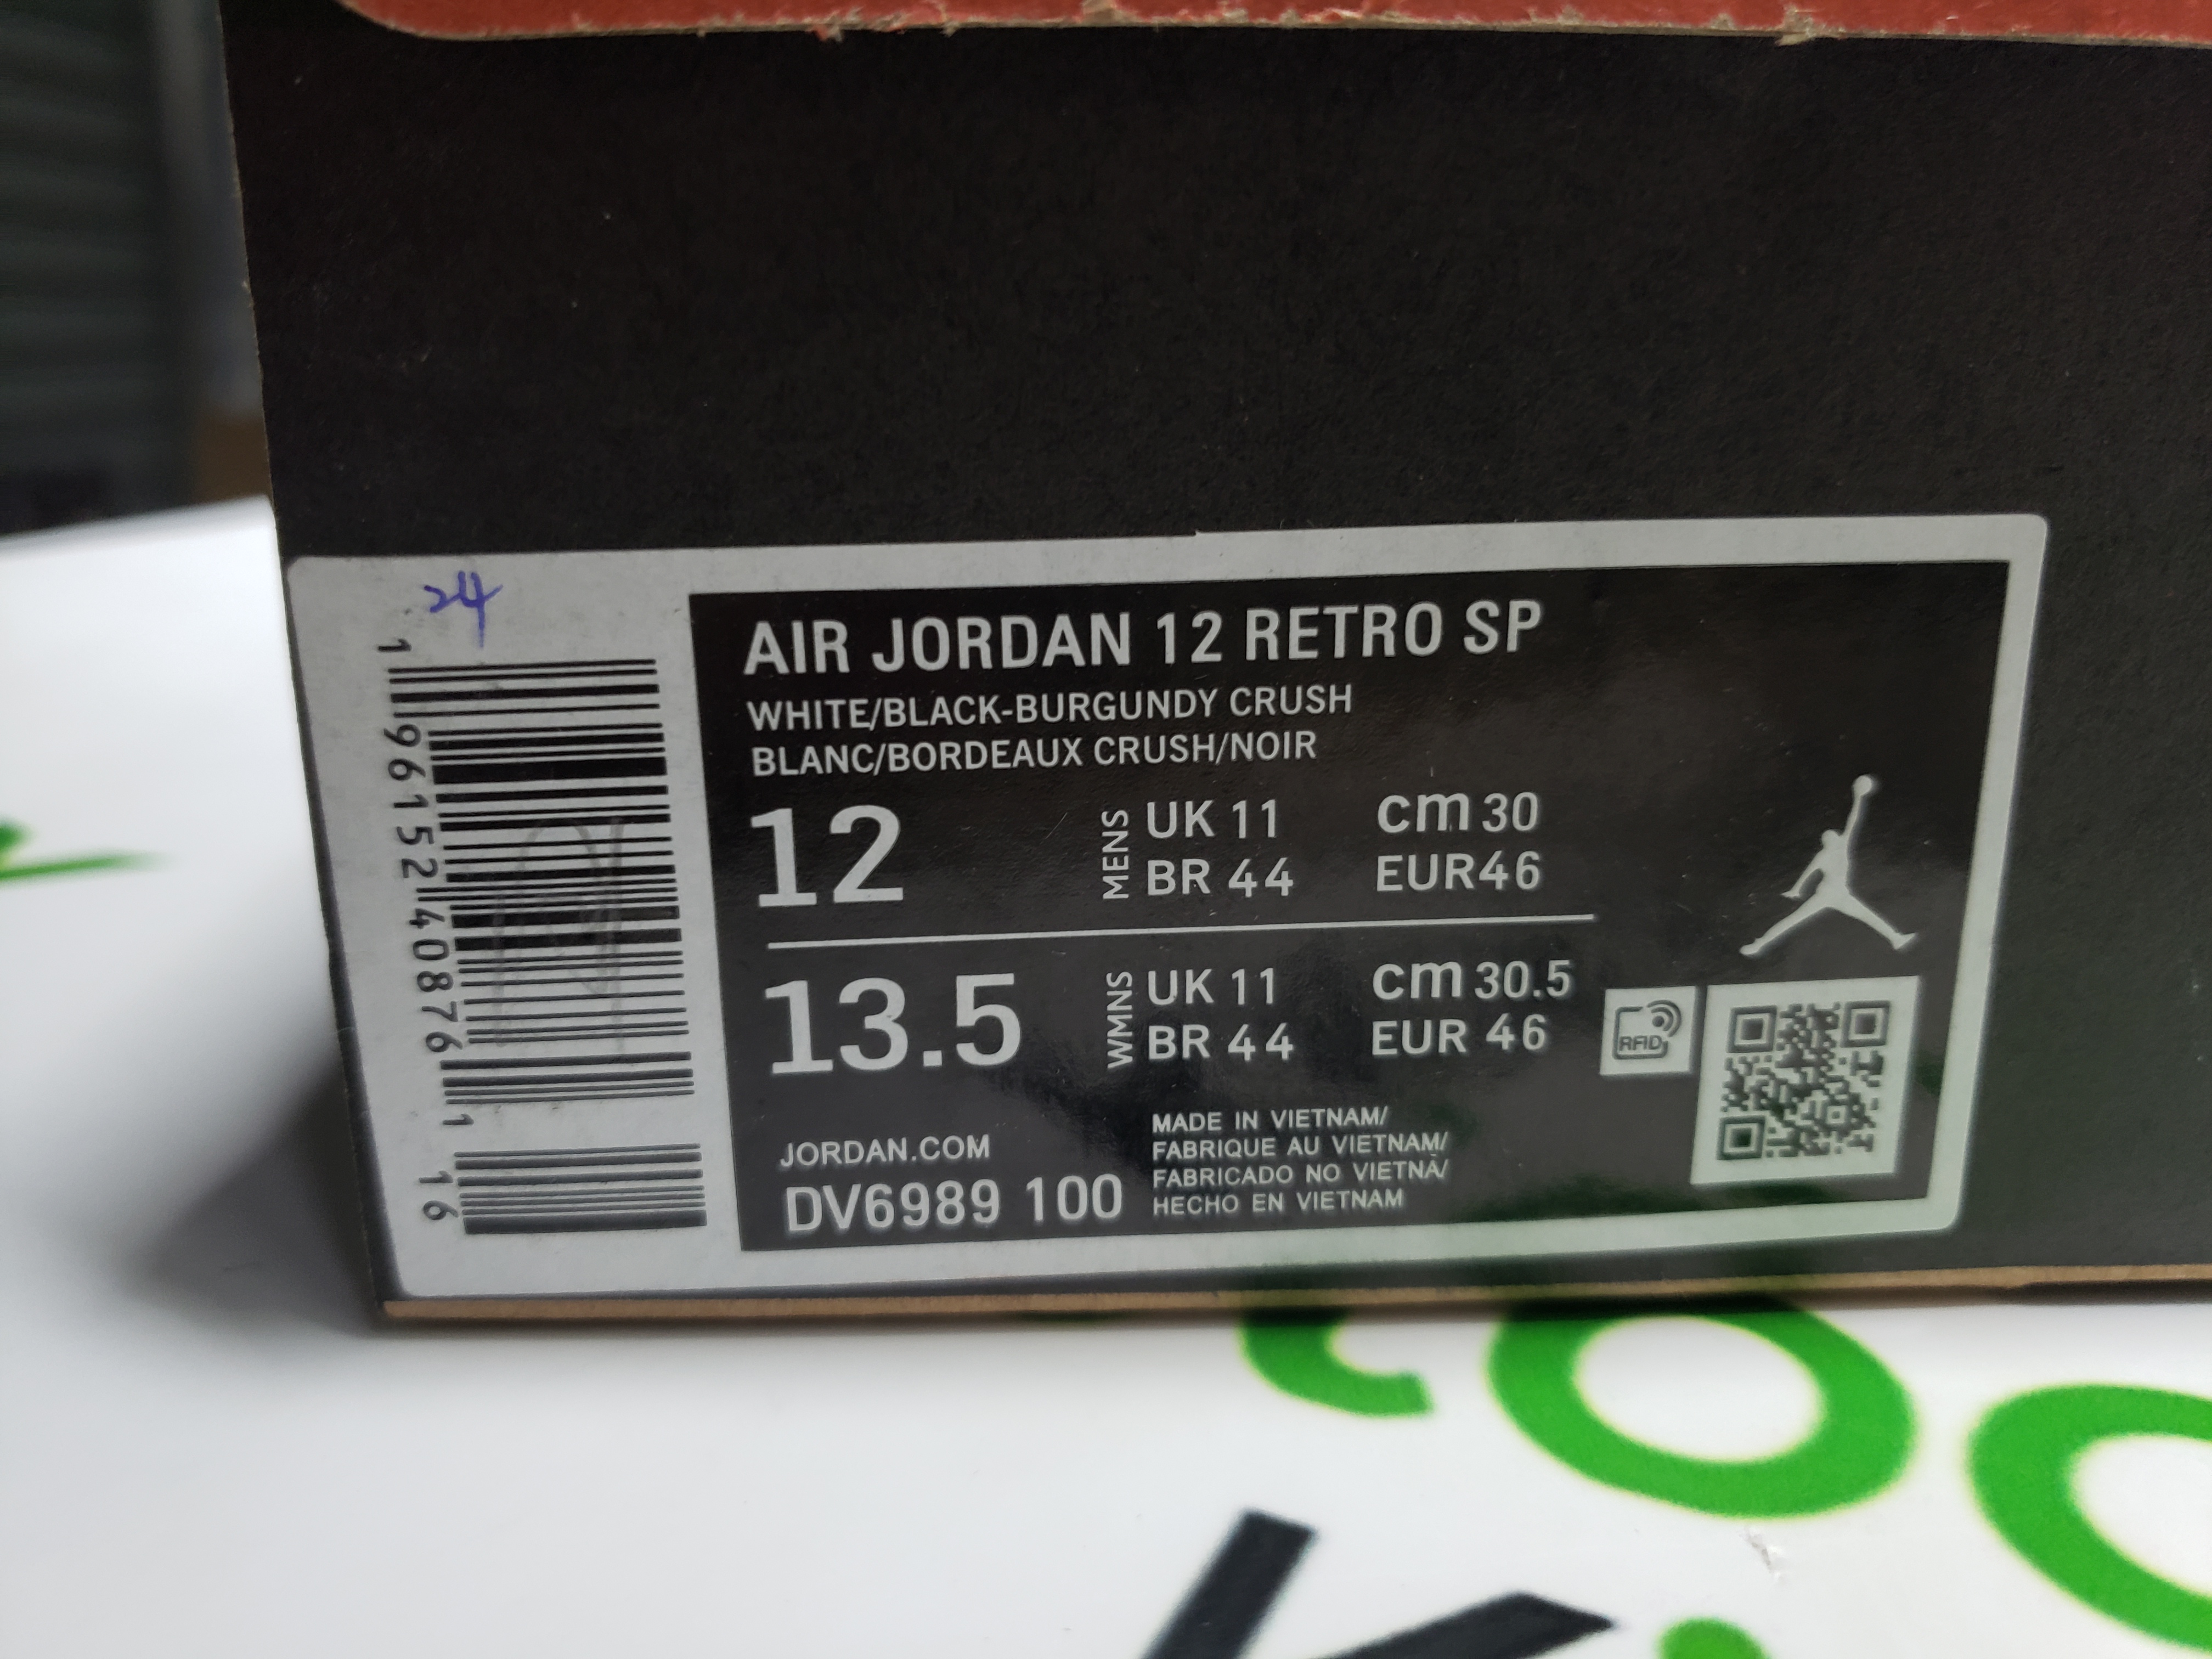 24
1 96152 40876 1 16
AIR JORDAN 12 RETRO SP
WHITE/BLACK-BURGUNDY CRUSH
BLANC/BORDEAUX CRUSH/NOIR
12 MENS UK 11 cm 30
BR 44 EUR46
13.5 WMNS UK 11 cm 30.5
BR 44 EUR 46
RFID
JORDAN.COM
DV6989 100
MADE IN VIETNAM/
FABRIQUE AU VIETNAM/
FABRICADO NO VIETNÃ/
HECHO EN VIETNAM